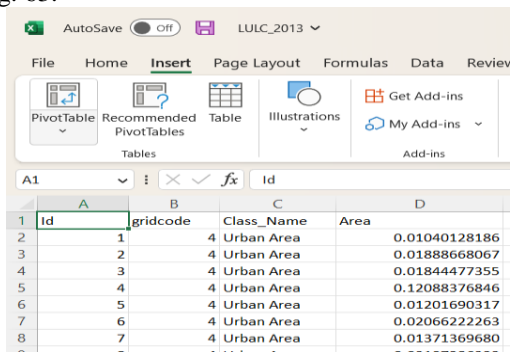 AutoSave Off LULC_2013
File Home Insert Page Layout Formulas Data Review
PivotTable Recommended PivotTables Table Illustrations Get Add-ins
My Add-ins
Tables Add-ins
A1 fx Id
A B C D
1 Id gridcode Class_Name Area
2 1 4 Urban Area 0.01040128186
3 2 4 Urban Area 0.01888668067
4 3 4 Urban Area 0.01844477355
5 4 4 Urban Area 0.12088376846
6 5 4 Urban Area 0.01201690317
7 6 4 Urban Area 0.02066222263
8 7 4 Urban Area 0.01371369680